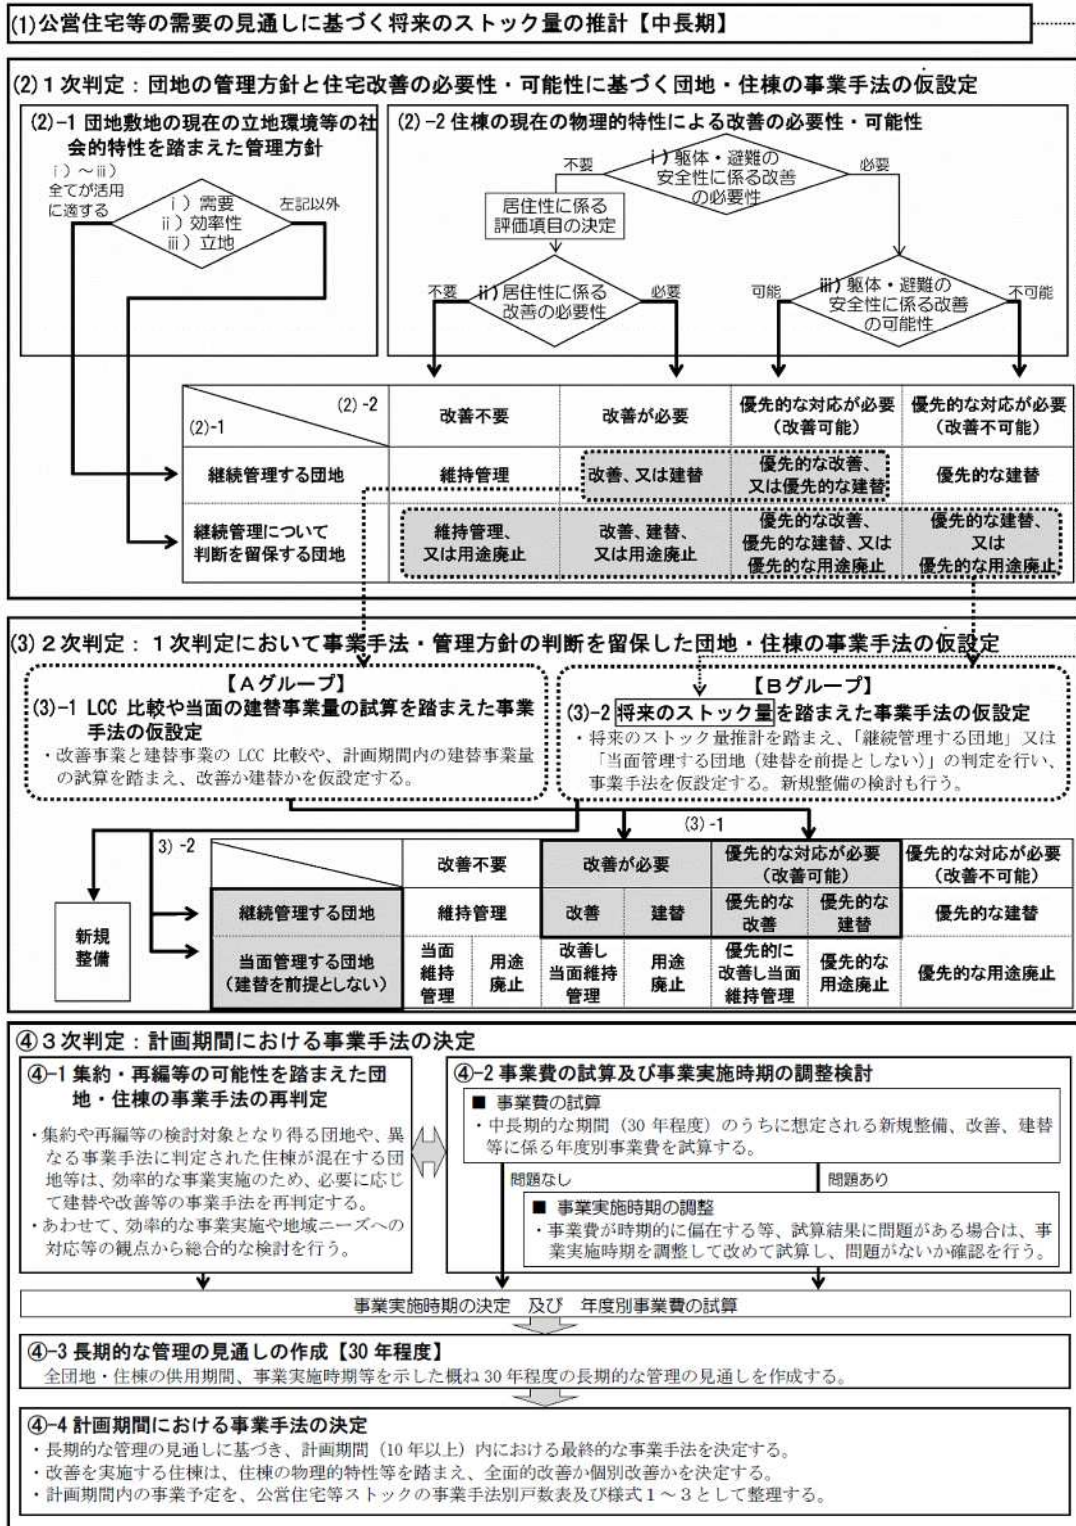 (1)公営住宅等の需要の見通しに基づく将来のストック量の推計【中長期】
(2)1次判定：団地の管理方針と住宅改善の必要性・可能性に基づく団地・住棟の事業手法の仮設定
(2)-1 団地敷地の現在の立地環境等の社
会的特性を踏まえた管理方針
ⅰ）～ⅲ）
全てが活用
に適する
ⅰ）需要
ⅱ）効率性
ⅲ）立地
左記以外
(2)-2 住棟の現在の物理的特性による改善の必要性・可能性
不要
ⅰ)躯体・避難の
安全性に係る改善
の必要性
必要
居住性に係る
評価項目の決定
不要
ⅱ)居住性に係る
改善の必要性
必要
可能
ⅲ)躯体・避難の
安全性に係る改善
の可能性
不可能
(2)-2
(2)-1
改善不要
改善が必要
優先的な対応が必要
（改善可能）
優先的な対応が必要
（改善不可能）
継続管理する団地
維持管理
改善、又は建替
優先的な改善、
又は優先的な建替
優先的な建替
継続管理について
判断を留保する団地
維持管理、
又は用途廃止
改善、建替、
又は用途廃止
優先的な改善、
優先的な建替、又は
優先的な用途廃止
優先的な建替、
又は
優先的な用途廃止
(3)2次判定：1次判定において事業手法・管理方針の判断を留保した団地・住棟の事業手法の仮設定
【Aグループ】
(3)-1 LCC 比較や当面の建替事業量の試算を踏まえた事業
手法の仮設定
・改善事業と建替事業の LCC 比較や、計画期間内の建替事業量
の試算を踏まえ、改善か建替かを仮設定する。
【Bグループ】
(3)-2 将来のストック量を踏まえた事業手法の仮設定
・将来のストック量推計を踏まえ、「継続管理する団地」又は
「当面管理する団地（建替を前提としない）」の判定を行い、
事業手法を仮設定する。新規整備の検討も行う。
(3)-1
3)-2
改善不要
改善が必要
優先的な対応が必要
（改善可能）
優先的な対応が必要
（改善不可能）
新規
整備
継続管理する団地
維持管理
改善
建替
優先的な
改善
優先的な
建替
優先的な建替
当面管理する団地
（建替を前提としない）
当面
維持
管理
用途
廃止
改善し
当面維持
管理
用途
廃止
優先的に
改善し当面
維持管理
優先的な
用途廃止
優先的な用途廃止
④3次判定：計画期間における事業手法の決定
④-1 集約・再編等の可能性を踏まえた団
地・住棟の事業手法の再判定
・集約や再編等の検討対象となり得る団地や、異
なる事業手法に判定された住棟が混在する団
地等は、効率的な事業実施のため、必要に応じ
て建替や改善等の事業手法を再判定する。
・あわせて、効率的な事業実施や地域ニーズへの
対応等の観点から総合的な検討を行う。
④-2 事業費の試算及び事業実施時期の調整検討
■ 事業費の試算
・中長期的な期間（30 年程度）のうちに想定される新規整備、改善、建替
等に係る年度別事業費を試算する。
問題なし
問題あり
■ 事業実施時期の調整
・事業費が時期的に偏在する等、試算結果に問題がある場合は、事
業実施時期を調整して改めて試算し、問題がないか確認を行う。
事業実施時期の決定 及び 年度別事業費の試算
④-3 長期的な管理の見通しの作成【30 年程度】
全団地・住棟の供用期間、事業実施時期等を示した概ね 30 年程度の長期的な管理の見通しを作成する。
④-4 計画期間における事業手法の決定
・長期的な管理の見通しに基づき、計画期間（10 年以上）内における最終的な事業手法を決定する。
・改善を実施する住棟は、住棟の物理的特性等を踏まえ、全面的改善か個別改善かを決定する。
・計画期間内の事業予定を、公営住宅等ストックの事業手法別戸数表及び様式1～3として整理する。